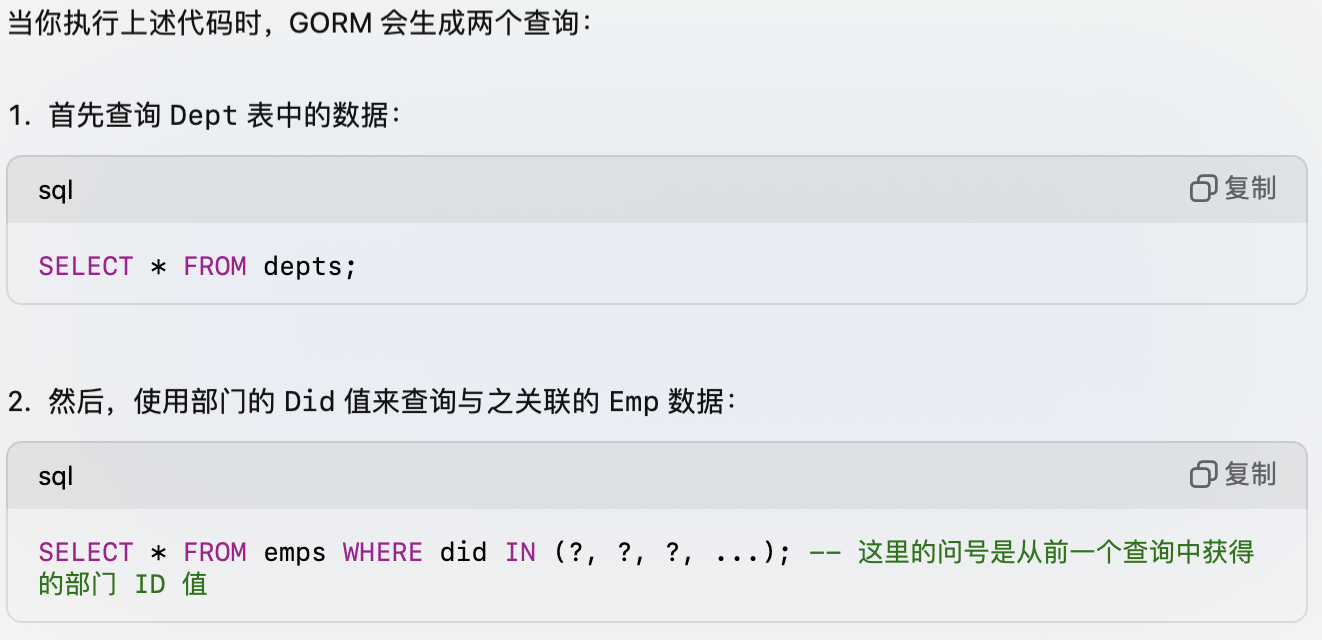 当你执行上述代码时，GORM 会生成两个查询：
1. 首先查询 Dept 表中的数据：
sql
复制
SELECT * FROM depts;
2. 然后，使用部门的 Did 值来查询与之关联的 Emp 数据：
sql
复制
SELECT * FROM emps WHERE did IN (?, ?, ?, ...); -- 这里的问号是从前一个查询中获得
的部门 ID 值